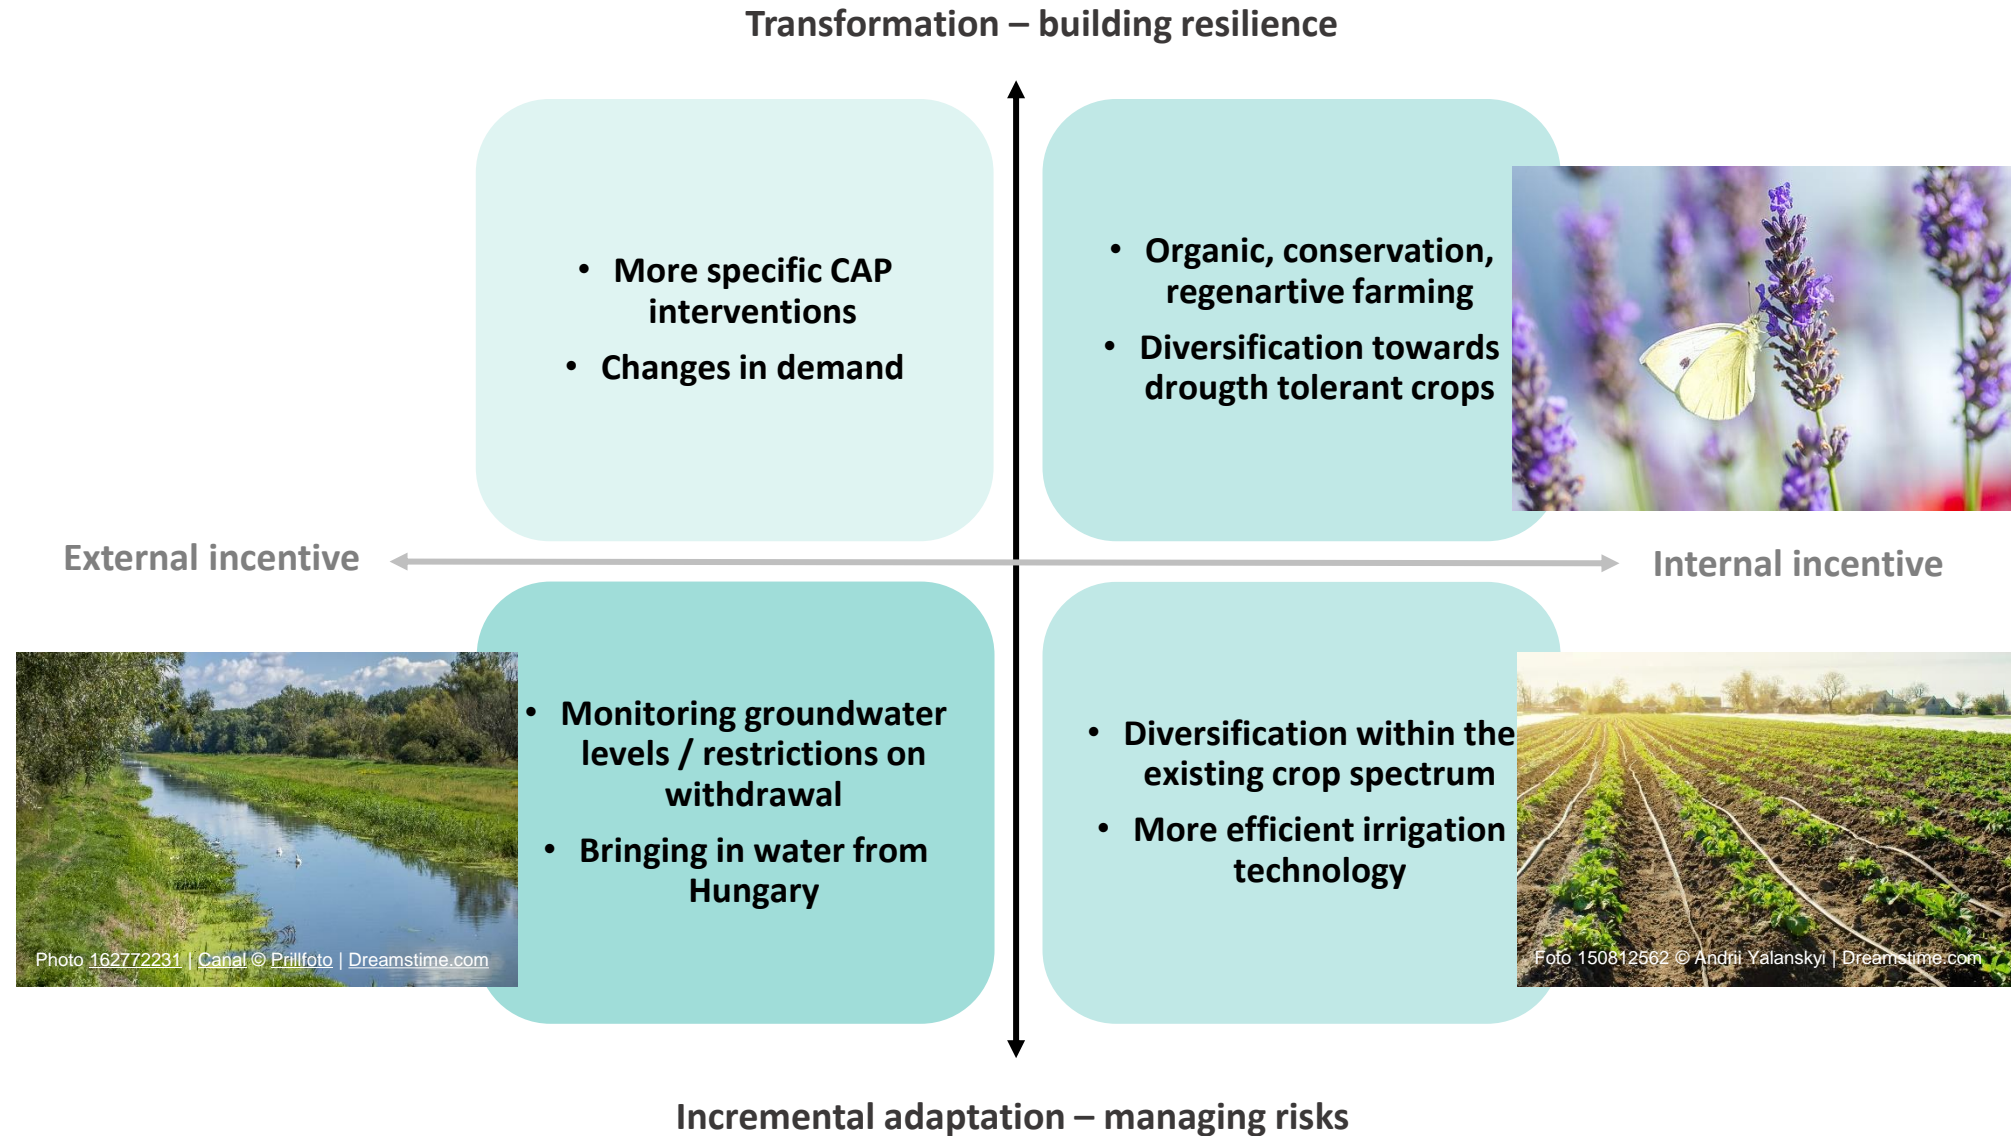 Transformation – building resilience
• More specific CAP
interventions
• Changes in demand
• Organic, conservation,
regenartive farming
• Diversification towards
drougth tolerant crops
External incentive
Internal incentive
• Monitoring groundwater
levels / restrictions on
withdrawal
• Bringing in water from
Hungary
Photo 162772231 | Canal © Prillfoto | Dreamstime.com
• Diversification within the
existing crop spectrum
• More efficient irrigation
technology
Foto 150812562 © Andrii Yalanskyi | Dreamstime.com
Incremental adaptation – managing risks